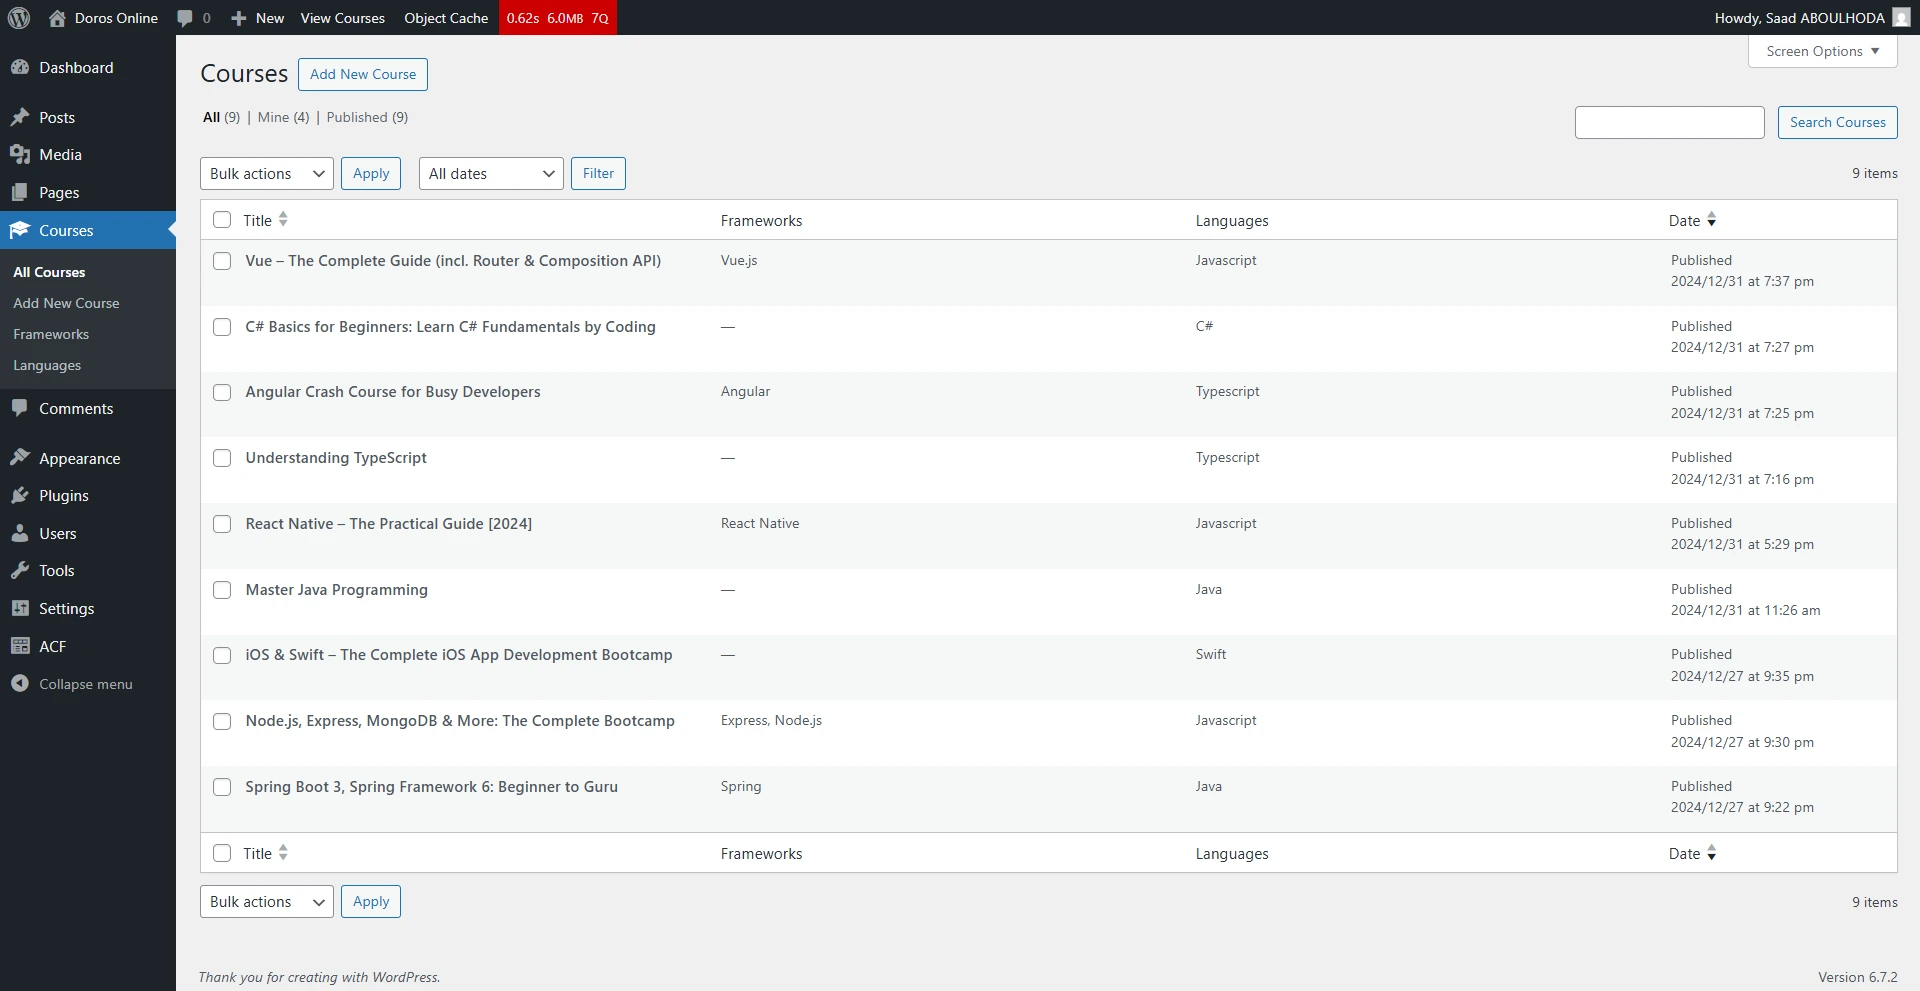 Doros Online 0 New View Courses Object Cache 0.62s 6.0MB 7Q Howdy, Saad ABOULHODA
Screen Options
Dashboard
Posts
Media
Pages
Courses
All Courses
Add New Course
Frameworks
Languages
Comments
Appearance
Plugins
Users
Tools
Settings
ACF
Collapse menu
Courses Add New Course
All (9) | Mine (4) | Published (9)
Search Courses
Bulk actions Apply All dates Filter 9 items
Title Frameworks Languages Date
Vue – The Complete Guide (incl. Router & Composition API) Vue.js Javascript Published
2024/12/31 at 7:37 pm
C# Basics for Beginners: Learn C# Fundamentals by Coding — C# Published
2024/12/31 at 7:27 pm
Angular Crash Course for Busy Developers Angular Typescript Published
2024/12/31 at 7:25 pm
Understanding TypeScript — Typescript Published
2024/12/31 at 7:16 pm
React Native – The Practical Guide [2024] React Native Javascript Published
2024/12/31 at 5:29 pm
Master Java Programming — Java Published
2024/12/31 at 11:26 am
iOS & Swift – The Complete iOS App Development Bootcamp — Swift Published
2024/12/27 at 9:35 pm
Node.js, Express, MongoDB & More: The Complete Bootcamp Express, Node.js Javascript Published
2024/12/27 at 9:30 pm
Spring Boot 3, Spring Framework 6: Beginner to Guru Spring Java Published
2024/12/27 at 9:22 pm
Title Frameworks Languages Date
Bulk actions Apply 9 items
Thank you for creating with WordPress. Version 6.7.2